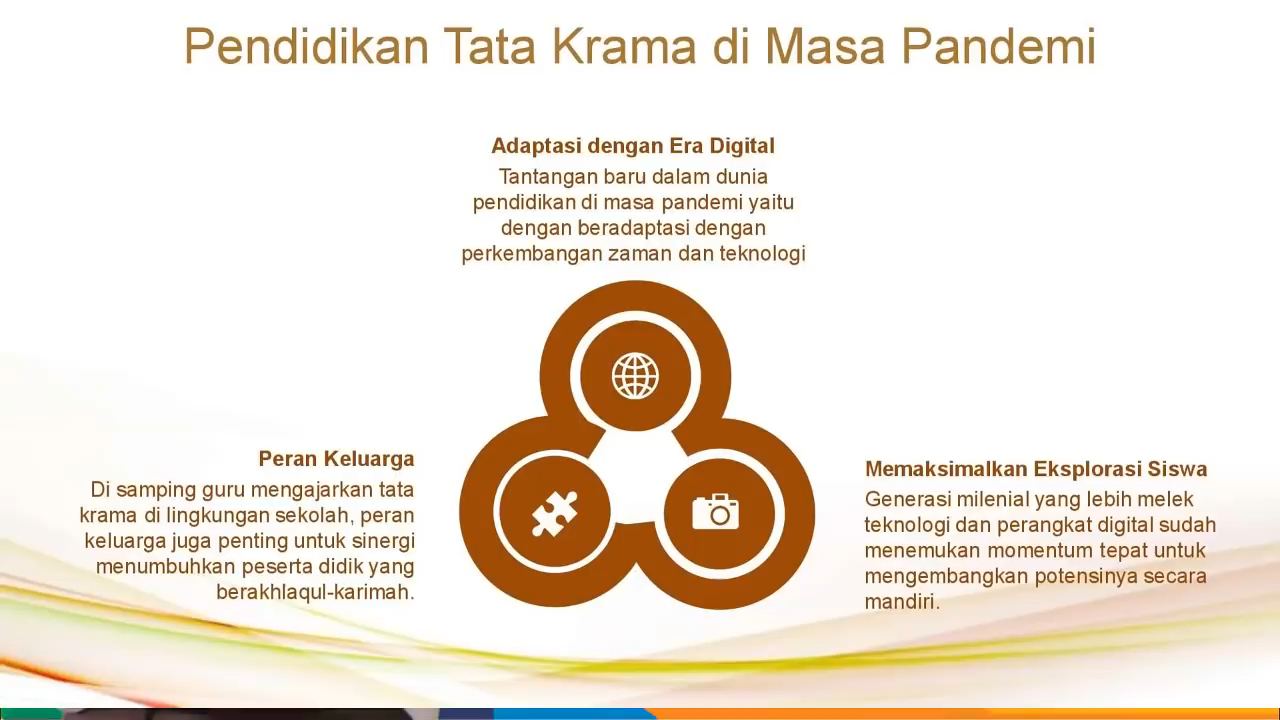 Pendidikan Tata Krama di Masa Pandemi
Adaptasi dengan Era Digital
Tantangan baru dalam dunia
pendidikan di masa pandemi yaitu
dengan beradaptasi dengan
perkembangan zaman dan teknologi
Peran Keluarga
Di samping guru mengajarkan tata
krama di lingkungan sekolah, peran
keluarga juga penting untuk sinergi
menumbuhkan peserta didik yang
berakhlaqul-karimah.
Memaksimalkan Eksplorasi Siswa
Generasi milenial yang lebih melek
teknologi dan perangkat digital sudah
menemukan momentum tepat untuk
mengembangkan potensinya secara
mandiri.